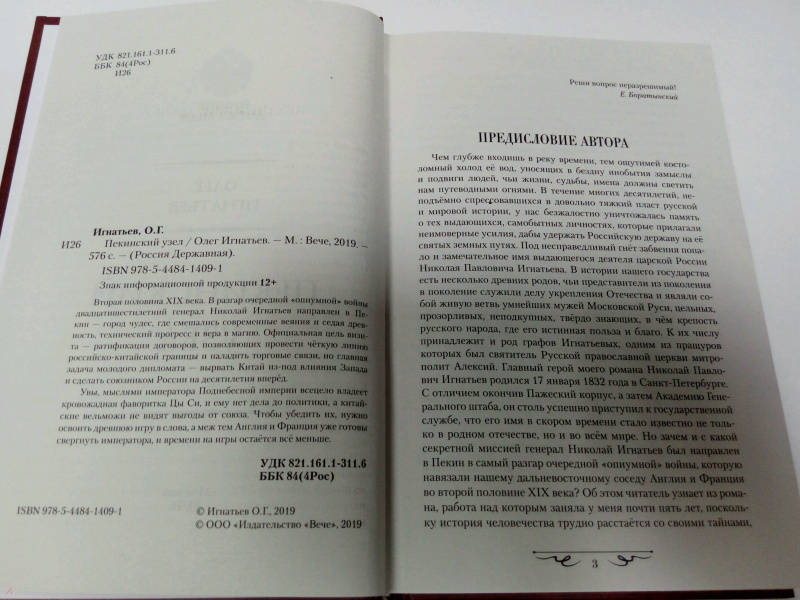 УДК 821.161.1-311.6
ББК 84(4Рос)
И26
Игнатьев, О.Г.
И26 Пекинский узел / Олег Игнатьев. — М. : Вече, 2019. —
576 с. — (Россия Державная).
ISBN 978-5-4484-1409-1
Знак информационной продукции 12+
Вторая половина XIX века. В разгар очередной «опиумной» войны
двадцатишестилетний генерал Николай Игнатьев направлен в Пе-
кин — город чудес, где смешались современные веяния и седая древ-
ность, технический прогресс и вера в магию. Официальная цель визи-
та — ратификация договоров, позволяющих провести чёткую линию
российско-китайской границы и наладить торговые связи, но главная
задача молодого дипломата — вырвать Китай из-под влияния Запада
и сделать союзником России на десятилетия вперёд.
Увы, мыслями императора Поднебесной империи всецело владеет
кровожадная фаворитка Цы Си, и ему нет дела до политики, а китай-
ские вельможи не видят выгоды от союза. Чтобы убедить их, нужно
освоить древнюю игру в слова, а меж тем Англия и Франция уже готовы
свергнуть императора, и времени на игры остаётся всё меньше.
УДК 821.161.1-311.6
ББК 84(4Рос)
ISBN 978-5-4484-1409-1
© Игнатьев О.Г., 2019
© ООО «Издательство «Вече», 2019
Реши вопрос неразрешимый!
Е. Боратынский
ПРЕДИСЛОВИЕ АВТОРА
Чем глубже входишь в реку времени, тем ощутимей косто-
ломный холод её вод, уносящих в бездну инобытия замыслы
и подвиги людей, чьи жизни, судьбы, имена должны светить
нам путеводными огнями. В течение многих десятилетий, не-
подъёмно спрессовавшихся в довольно тяжкий пласт русской
и мировой истории, у нас безжалостно уничтожалась память
о тех выдающихся, самобытных личностях, которые прилагали
неимоверные усилия, дабы удержать Российскую державу на её
святых земных путях. Под несправедливый гнёт забвения попа-
ло и замечательное имя выдающегося деятеля царской России
Николая Павловича Игнатьева. В истории нашего государства
есть несколько древних родов, чьи представители из поколения
в поколение служили делу укрепления Отечества и являли со-
бой живую ветвь умнейших мужей Московской Руси, цельных,
прозорливых, неподкупных, твёрдо знающих, в чём крепость
русского народа, где его истинная польза и благо. К их числу
принадлежит и род графов Игнатьевых, одним из пращуров
которых был святитель Русской православной церкви митро-
полит Алексий. Главный герой моего романа Николай Павло-
вич Игнатьев родился 17 января 1832 года в Санкт-Петербурге.
С отличием окончив Пажеский корпус, а затем Академию Гене-
рального штаба, он столь успешно приступил к государственной
службе, что его имя в скором времени стало известно не толь-
ко в родном отечестве, но и во всём мире. Но зачем и с какой
секретной миссией генерал Николай Игнатьев был направлен
в Пекин в самый разгар очередной «опиумной» войны, которую
навязали нашему дальневосточному соседу Англия и Франция
во второй половине XIX века? Об этом читатель узнает из рома-
на, работа над которым заняла у меня почти пять лет, посколь-
ку история человечества трудно расстаётся со своими тайнами,
3